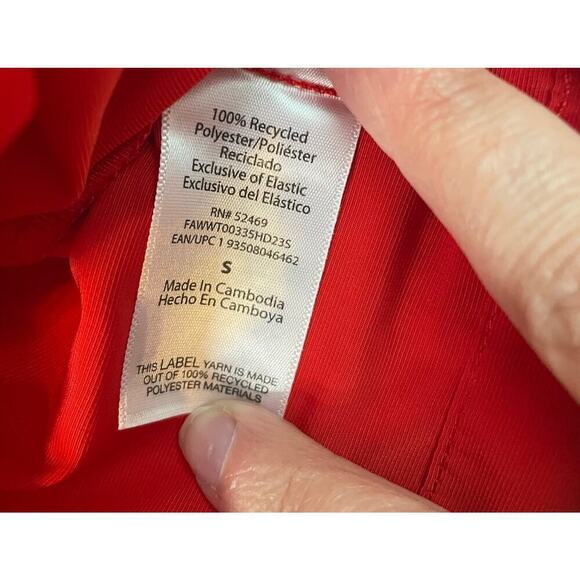 100% Recycled
Polyester/Poliéster
Reciclado
Exclusive of Elastic
Exclusivo del Elástico
RN# 52469
FAWWT00335HD23S
EAN/UPC 1 93508046462
S
Made In Cambodia
Hecho En Camboya
THIS LABEL YARN IS MADE
OUT OF 100% RECYCLED
POLYESTER MATERIALS